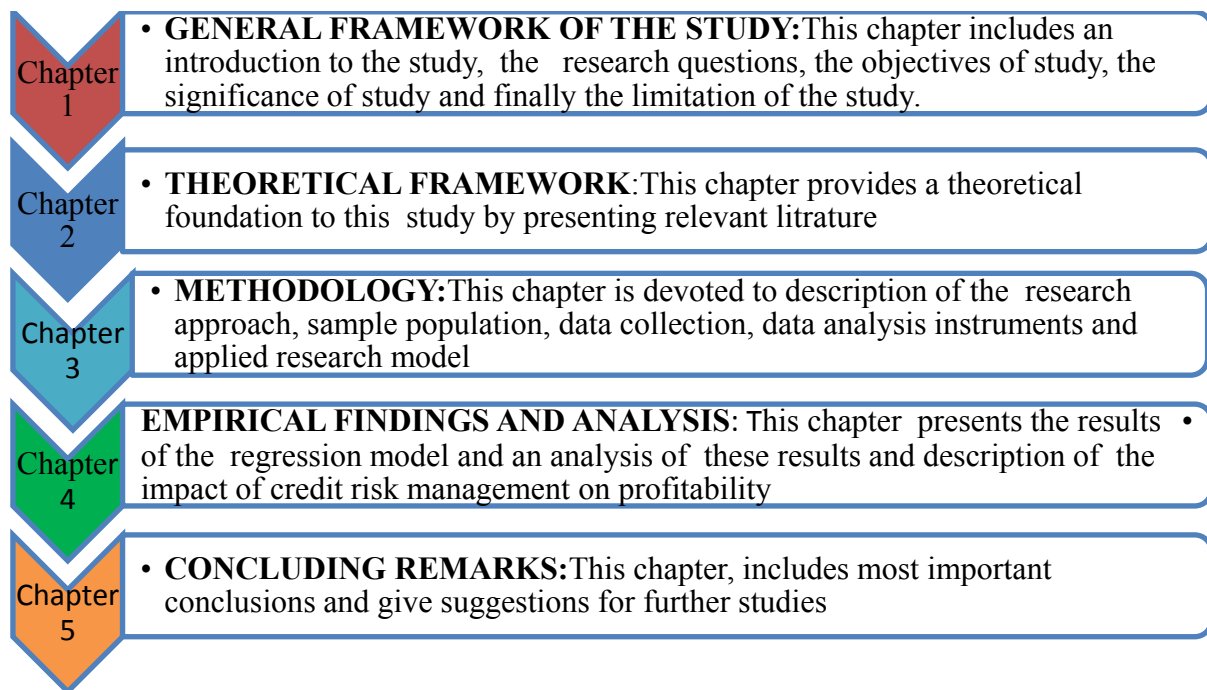 Chapter
1
• GENERAL FRAMEWORK OF THE STUDY:This chapter includes an
introduction to the study, the research questions, the objectives of study, the
significance of study and finally the limitation of the study.
Chapter
2
• THEORETICAL FRAMEWORK:This chapter provides a theoretical
foundation to this study by presenting relevant litrature
Chapter
3
• METHODOLOGY:This chapter is devoted to description of the research
approach, sample population, data collection, data analysis instruments and
applied research model
Chapter
4
EMPIRICAL FINDINGS AND ANALYSIS: This chapter presents the results •
of the regression model and an analysis of these results and description of the
impact of credit risk management on profitability
Chapter
5
• CONCLUDING REMARKS:This chapter, includes most important
conclusions and give suggestions for further studies